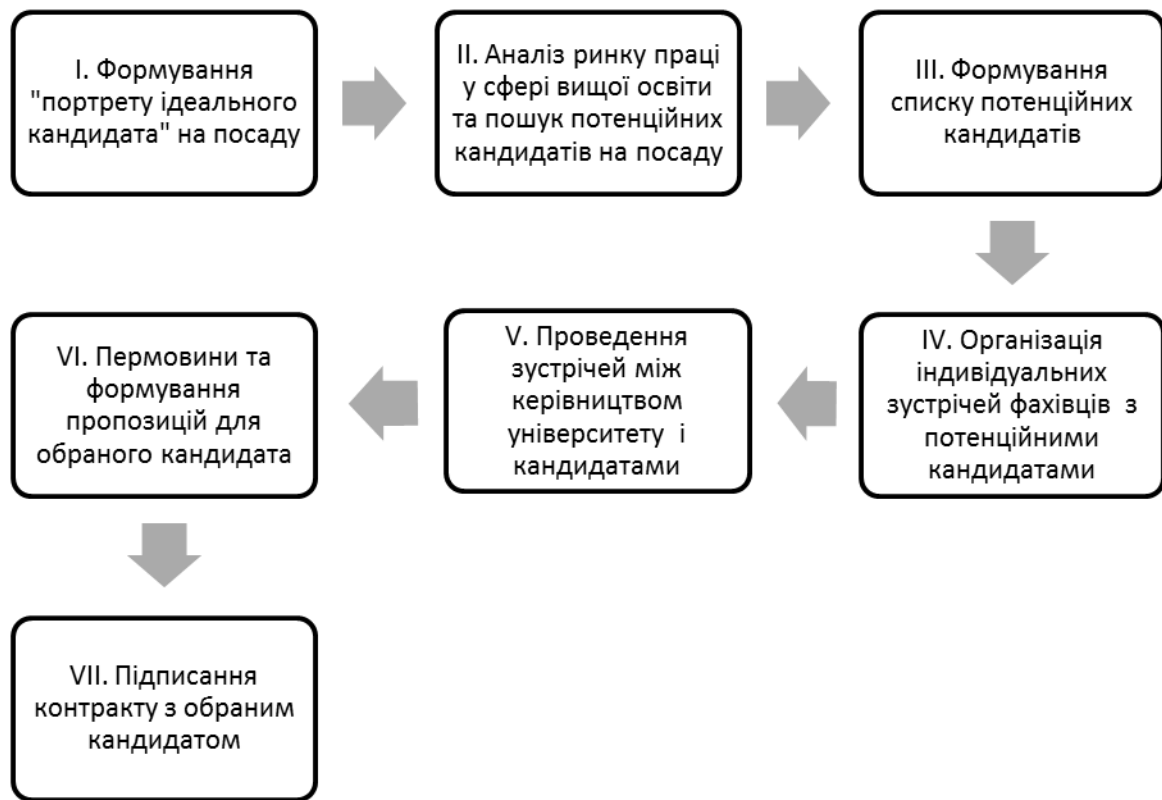 I. Формування
"портрету ідеального
кандидата" на посаду
II. Аналіз ринку праці
у сфері вищої освіти
та пошук потенційних
кандидатів на посаду
III. Формування
списку потенційних
кандидатів
IV. Організація
індивідуальних
зустрічей фахівців з
потенційними
кандидатами
V. Проведення
зустрічей між
керівництвом
університету і
кандидатами
VI. Пермовини та
формування
пропозицій для
обраного кандидата
VII. Підписання
контракту з обраним
кандидатом